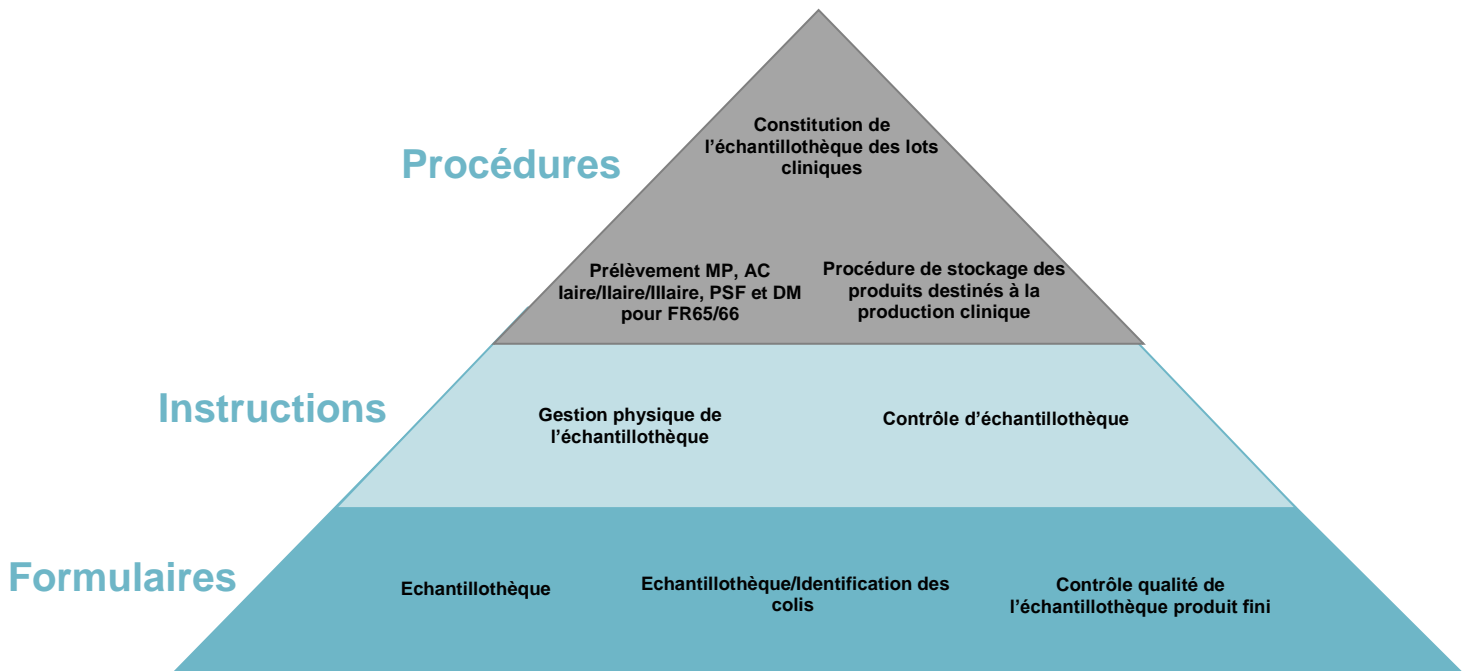 Procédures
Constitution de
l'échantillothèque des lots
cliniques
Prélèvement MP, AC
Iaire/IIaire/IIIaire, PSF et DM
pour FR65/66
Procédure de stockage des
produits destinés à la
production clinique
Instructions
Gestion physique de
l'échantillothèque
Contrôle d'échantillothèque
Formulaires
Echantillothèque
Echantillothèque/Identification des
colis
Contrôle qualité de
l'échantillothèque produit fini